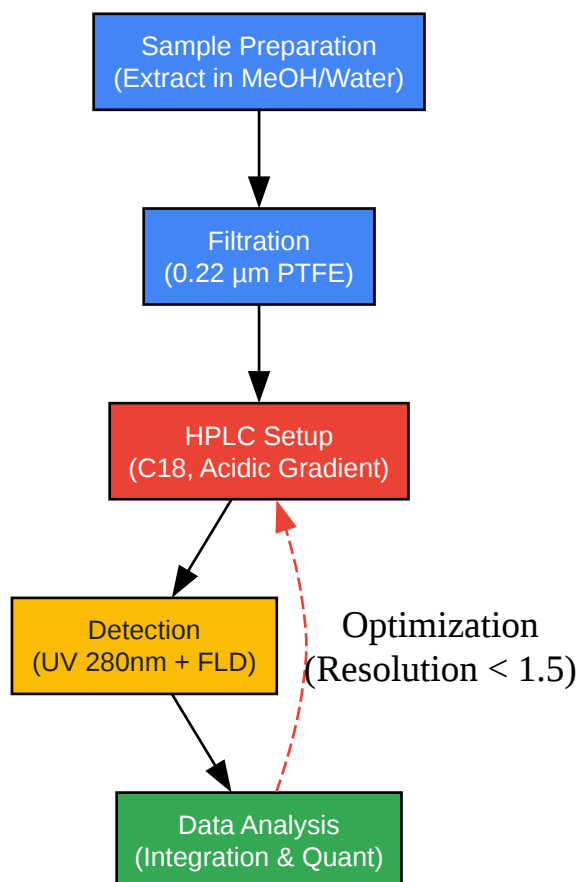 Sample Preparation
(Extract in MeOH/Water)
Filtration
(0.22 µm PTFE)
HPLC Setup
(C18, Acidic Gradient)
Detection
(UV 280nm + FLD)
Optimization
(Resolution < 1.5)
Data Analysis
(Integration & Quant)